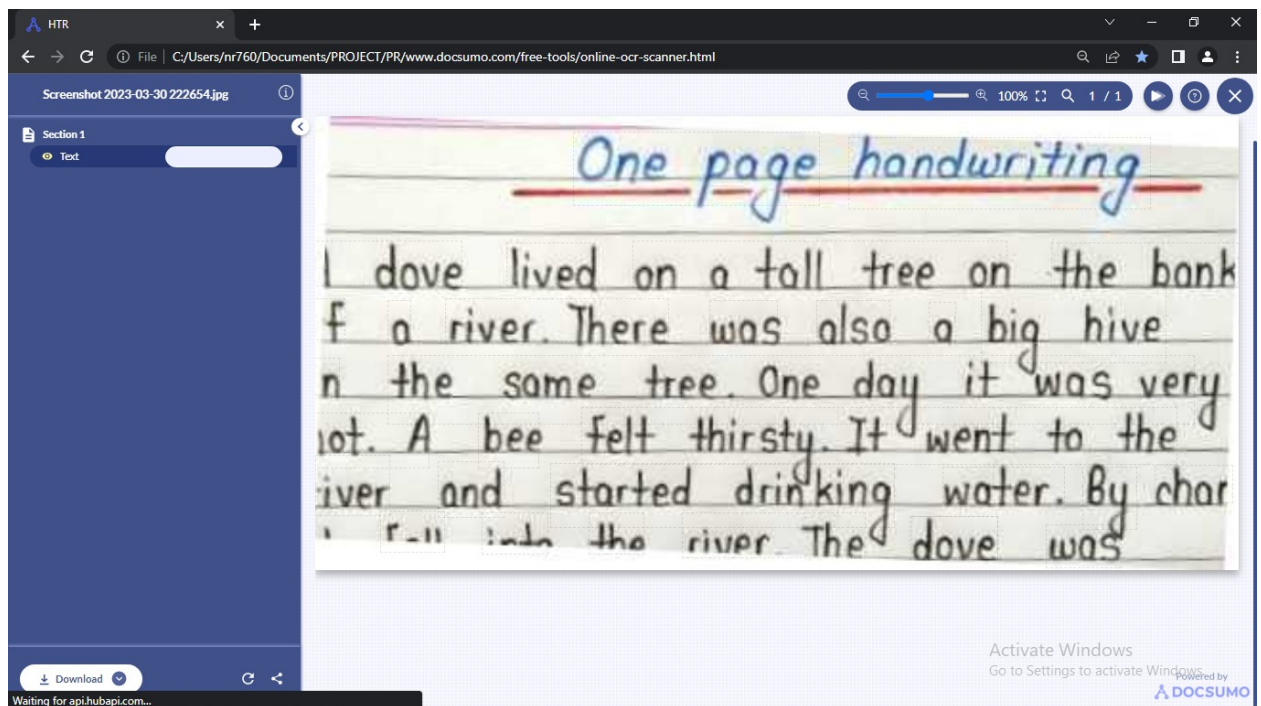 HTR
File
C:/Users/nr760/Documents/PROJECT/PR/www.docsumo.com/free-tools/online-ocr-scanner.html
Screenshot 2023-03-30 222654.jpg
100%
1 / 1
Section 1
Text
One page handwriting
dove lived on a tall tree on the bank
f a river. There was also a big hive
n the same tree. One day it was very
ot. A bee felt thirsty. It went to the
iver and started drinking water. By chan
the river. The dove was
Activate Windows
Go to Settings to activate Windows.
Powered by
DOCSUMO
Download
Waiting for api.hubapi.com...